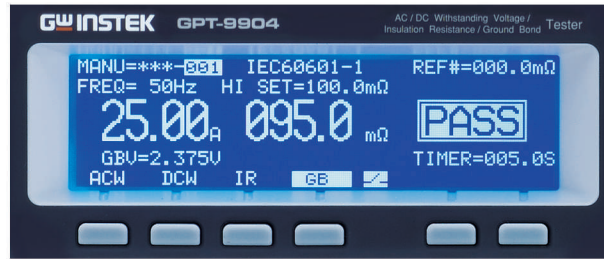 GWINSTEK GPT-9904
AC / DC Withstanding Voltage /
Insulation Resistance / Ground Bond Tester
MANU=***-001 IEC60601-1 REF#=000.0mΩ
FREQ= 50Hz HI SET=100.0mΩ
25.00A 095.0 mΩ PASS
GBV=2.375V TIMER=005.0S
ACW DCW IR GB